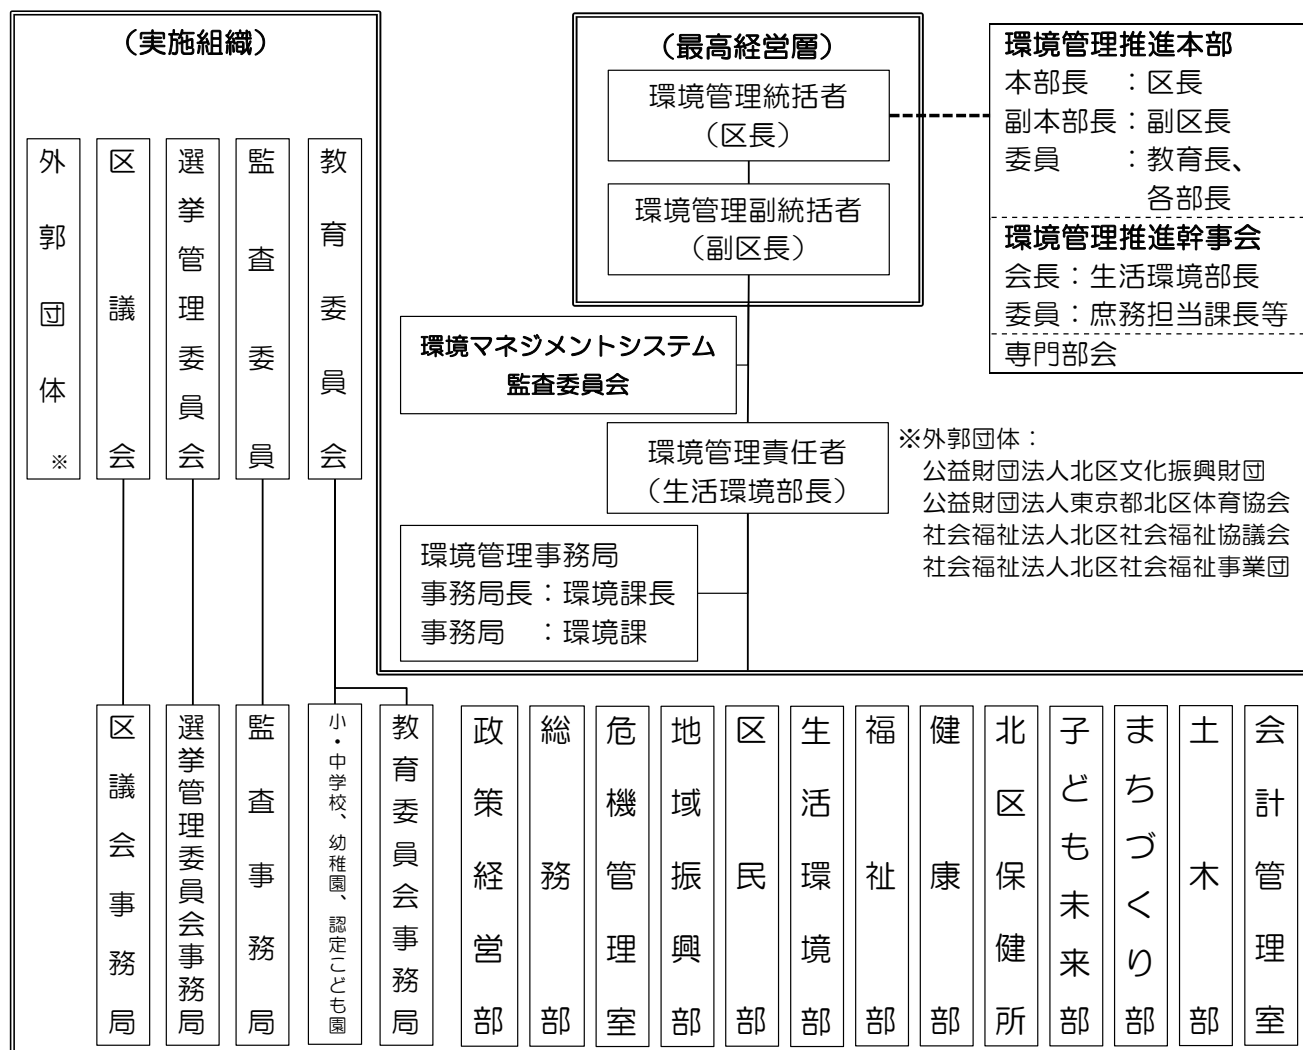 （実施組織）
外郭団体※
区議会
選挙管理委員会
監査委員
教育委員会
（最高経営層）
環境管理統括者
（区長）
環境管理副統括者
（副区長）
環境管理推進本部
本部長　：区長
副本部長：副区長
委員　　：教育長、
各部長
環境管理推進幹事会
会長：生活環境部長
委員：庶務担当課長等
専門部会
環境マネジメントシステム
監査委員会
環境管理責任者
（生活環境部長）
※外郭団体：
公益財団法人北区文化振興財団
公益財団法人東京都北区体育協会
社会福祉法人北区社会福祉協議会
社会福祉法人北区社会福祉事業団
環境管理事務局
事務局長：環境課長
事務局　：環境課
区議会事務局
選挙管理委員会事務局
監査事務局
小・中学校、幼稚園、認定こども園
教育委員会事務局
政策経営部
総務部
危機管理室
地域振興部
区民部
生活環境部
福祉部
健康部
北区保健所
子ども未来部
まちづくり部
土木部
会計管理室